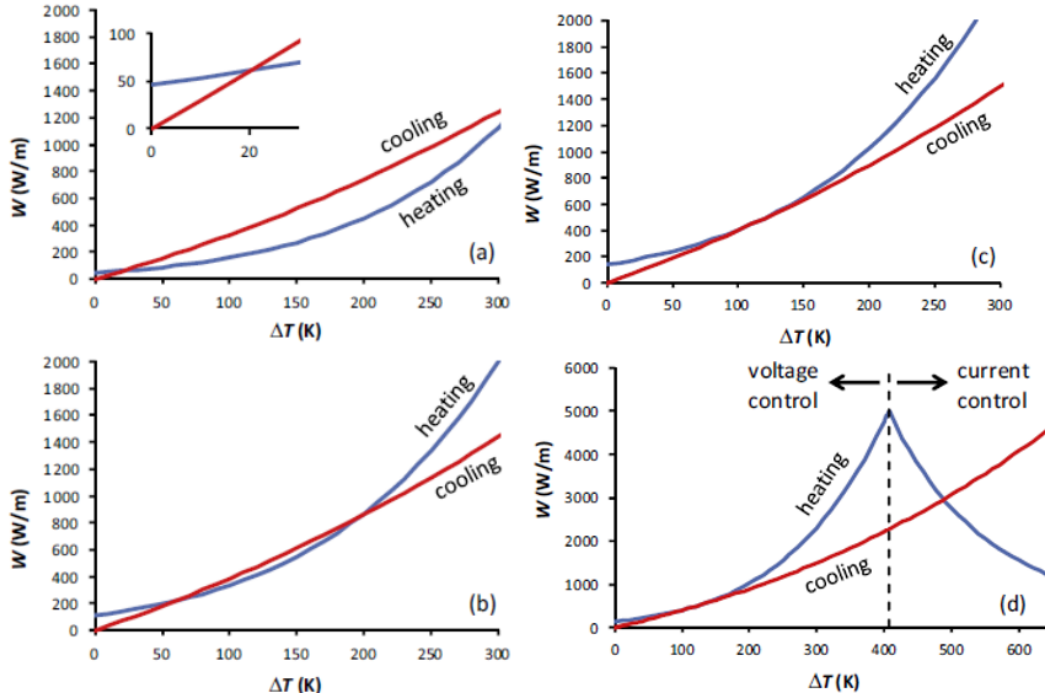 2000
1800
1600
1400
1200
1000
800
600
400
200
0
W (W/m)
100
50
0
0 20
cooling
heating
(a)
0 50 100 150 200 250 300
ΔT (K)
2000
1800
1600
1400
1200
1000
800
600
400
200
0
W (W/m)
heating
cooling
(c)
0 50 100 150 200 250 300
ΔT (K)
2000
1800
1600
1400
1200
1000
800
600
400
200
0
W (W/m)
heating
cooling
(b)
0 50 100 150 200 250 300
ΔT (K)
6000
5000
4000
3000
2000
1000
0
W (W/m)
voltage
control
current
control
heating
cooling
(d)
0 100 200 300 400 500 600
ΔT (K)